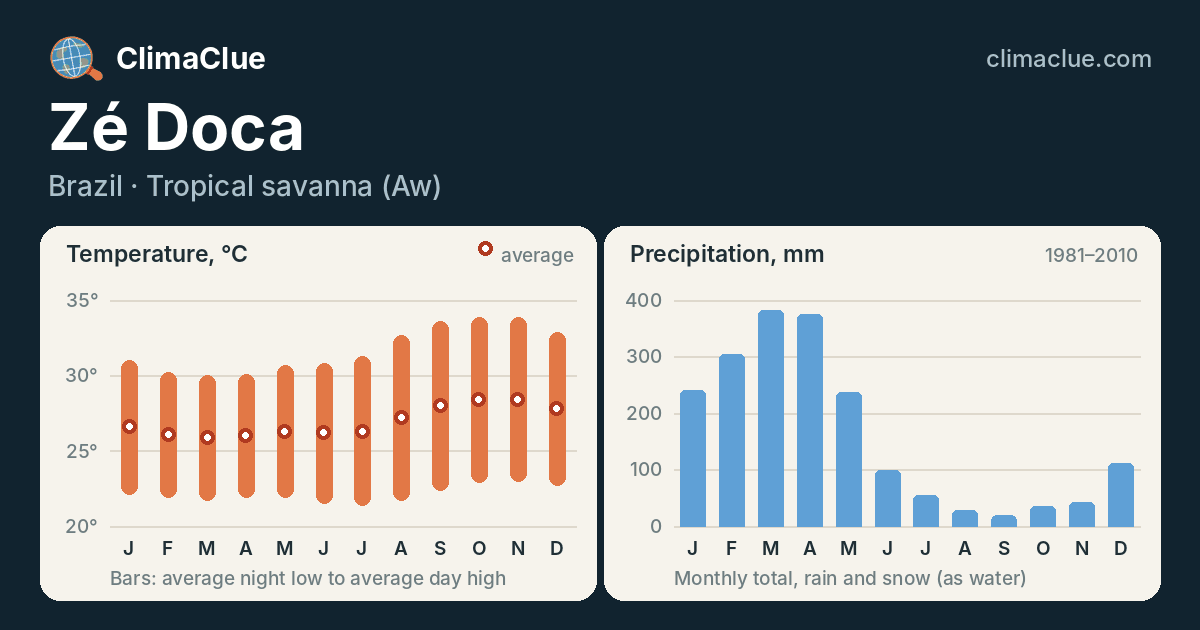 ClimaClue
climaclue.com
Zé Doca
Brazil · Tropical savanna (Aw)
Temperature, °C
average
35°
30°
25°
20°
J F M A M J J A S O N D
Bars: average night low to average day high
Precipitation, mm
1981–2010
400
300
200
100
0
J F M A M J J A S O N D
Monthly total, rain and snow (as water)